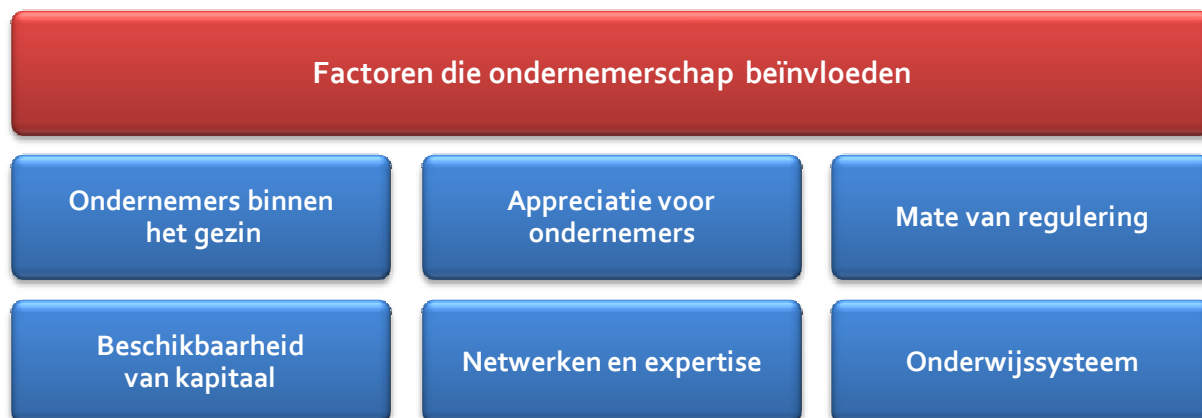 Factoren die ondernemerschap beïnvloeden
Ondernemers binnen
het gezin
Appreciatie voor
ondernemers
Mate van regulering
Beschikbaarheid
van kapitaal
Netwerken en expertise
Onderwijssysteem